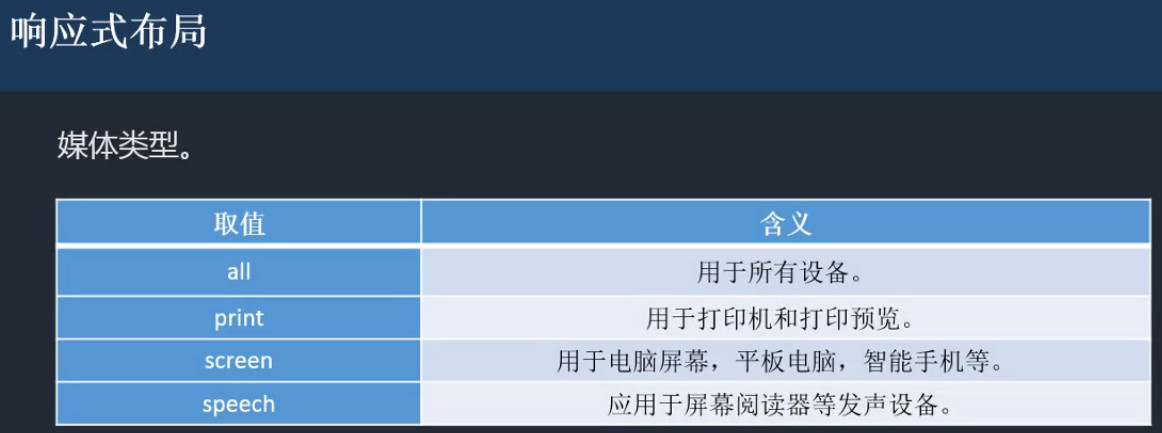 响应式布局
媒体类型。
取值 含义
all 用于所有设备。
print 用于打印机和打印预览。
screen 用于电脑屏幕，平板电脑，智能手机等。
speech 应用于屏幕阅读器等发声设备。